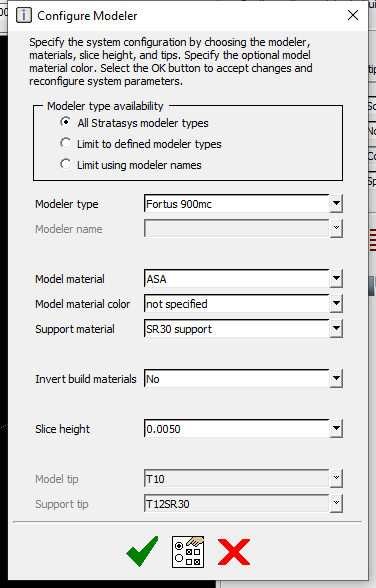 Configure Modeler
Specify the system configuration by choosing the modeler,
materials, slice height, and tips. Specify the optional model
material color. Select the OK button to accept changes and
reconfigure system parameters.
Modeler type availability
All Stratasys modeler types
Limit to defined modeler types
Limit using modeler names
Modeler type Fortus 900mc
Modeler name
Model material ASA
Model material color not specified
Support material SR30 support
Invert build materials No
Slice height 0.0050
Model tip T10
Support tip T12SR30